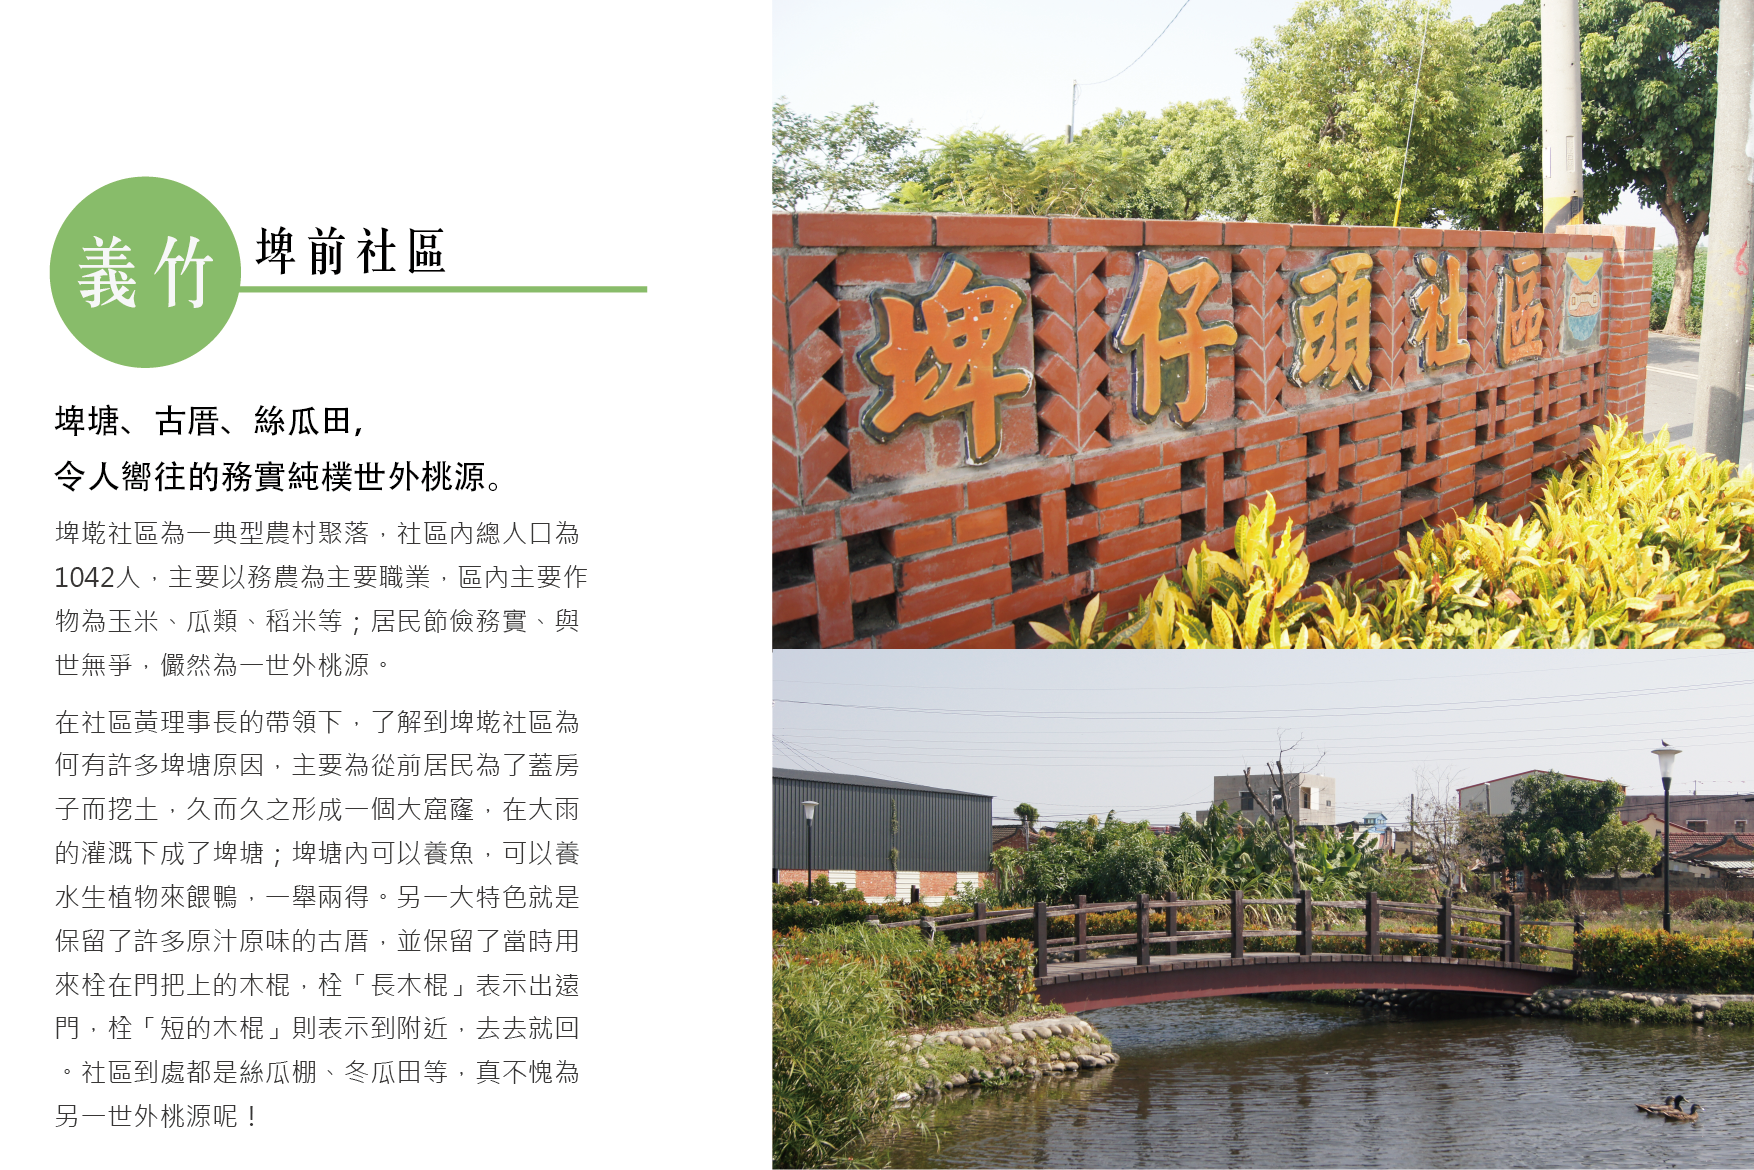 義竹
埤前社區
埤塘、古厝、絲瓜田,
令人嚮往的務實純樸世外桃源。
埤墘社區為一典型農村聚落，社區內總人口為
1042人，主要以務農為主要職業，區內主要作
物為玉米、瓜類、稻米等；居民節儉務實、與
世無爭，儼然為一世外桃源。
在社區黃理事長的帶領下，了解到埤墘社區為
何有許多埤塘原因，主要為從前居民為了蓋房
子而挖土，久而久之形成一個大窟窿，在大雨
的灌溉下成了埤塘；埤塘內可以養魚，可以養
水生植物來餵鴨，一舉兩得。另一大特色就是
保留了許多原汁原味的古厝，並保留了當時用
來栓在門把上的木棍，栓「長木棍」表示出遠
門，栓「短的木棍」則表示到附近，去去就回
。社區到處都是絲瓜棚、冬瓜田等，真不愧為
另一世外桃源呢！
埤仔頭社區